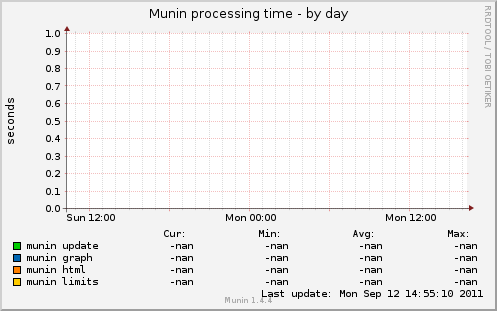 Munin processing time - by day
RRDTOOL / TOBI OETIKER
seconds
1.0
0.9
0.8
0.7
0.6
0.5
0.4
0.3
0.2
0.1
0.0
Sun 12:00 Mon 00:00 Mon 12:00
Cur: Min: Avg: Max:
munin update -nan -nan -nan -nan
munin graph -nan -nan -nan -nan
munin html -nan -nan -nan -nan
munin limits -nan -nan -nan -nan
Last update: Mon Sep 12 14:55:10 2011
Munin 1.4.4